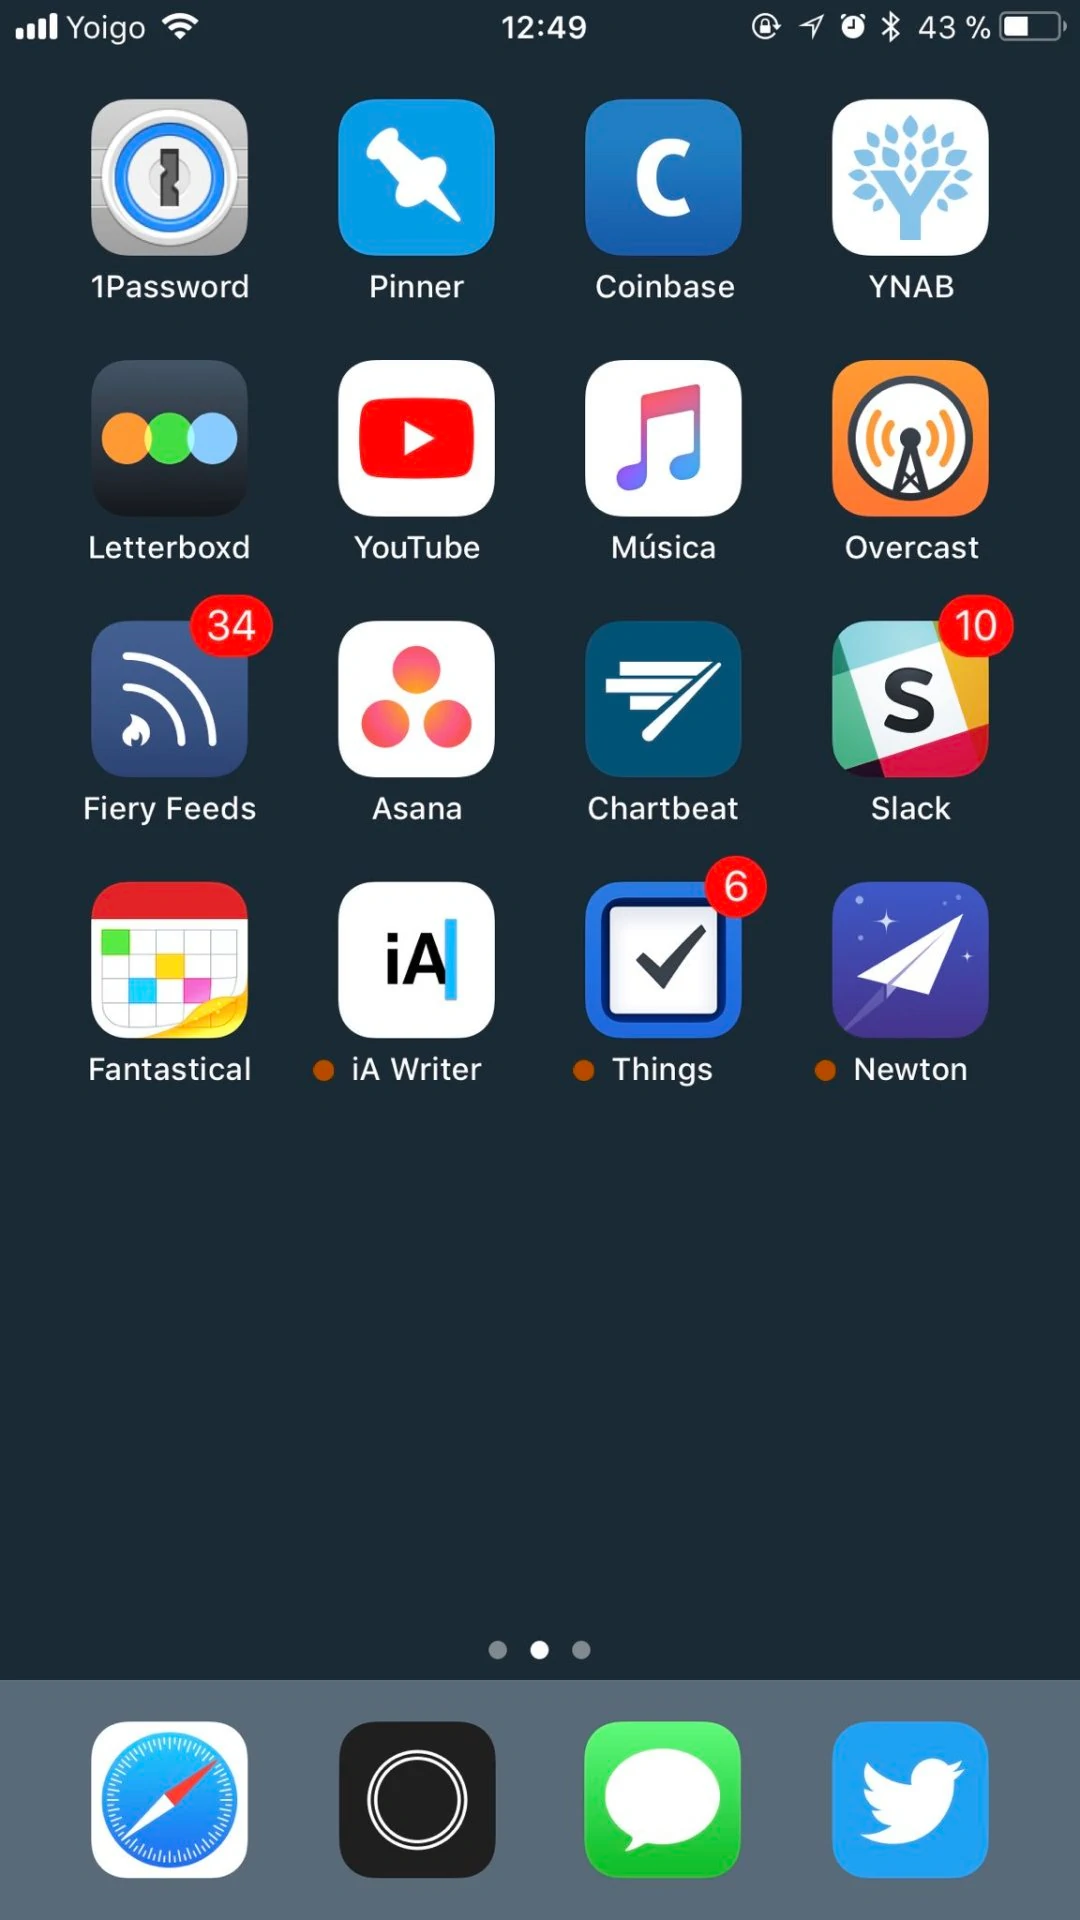 Yoigo 12:49 43 %
1Password Pinner Coinbase YNAB
Letterboxd YouTube Música Overcast
34 10
S
Fiery Feeds Asana Chartbeat Slack
6
iA
Fantastical iA Writer Things Newton